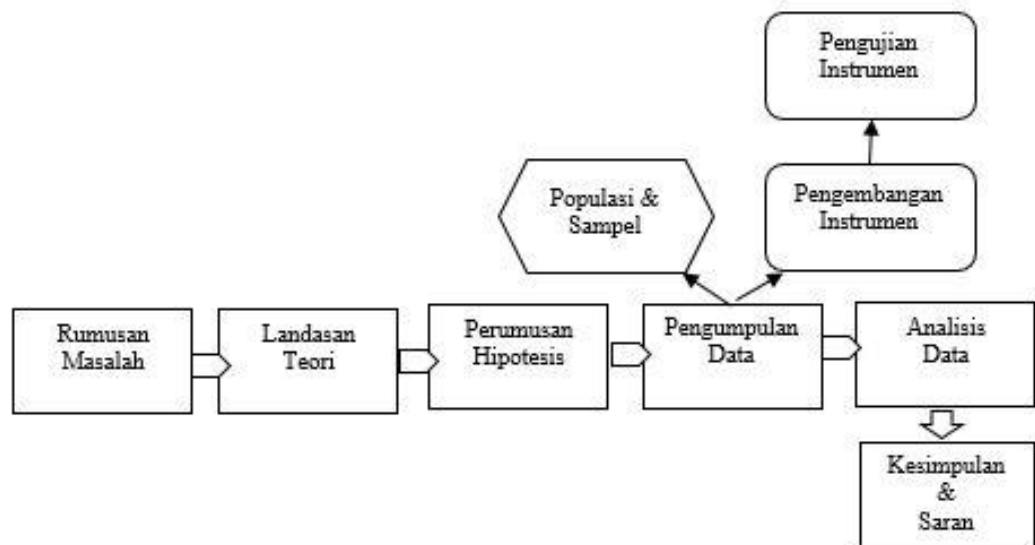 Pengujian
Instrumen
Populasi &
Sampel
Pengembangan
Instrumen
Rumusan
Masalah
Landasan
Teori
Perumusan
Hipotesis
Pengumpulan
Data
Analisis
Data
Kesimpulan
&
Saran